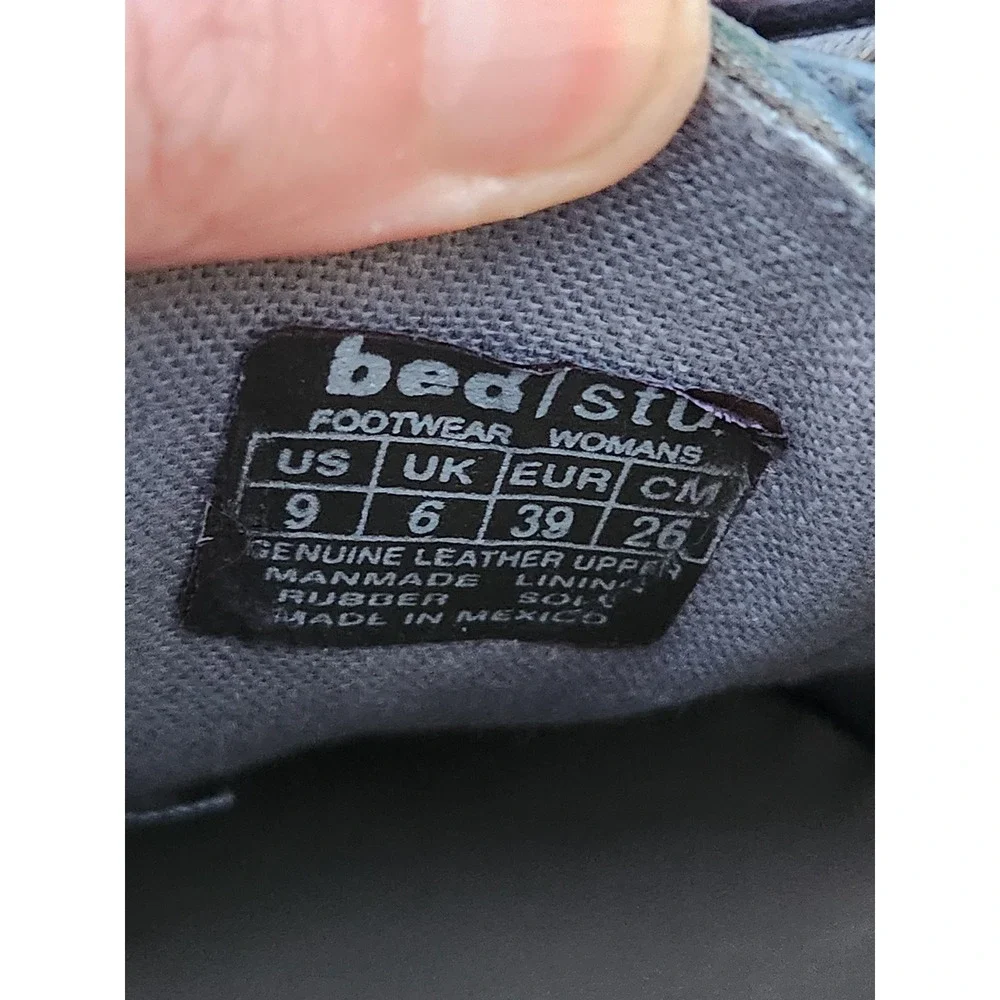 bed/stu.
FOOTWEAR WOMANS
US UK EUR CM
9 6 39 26
GENUINE LEATHER UPPER
MANMADE LINING
RUBBER SOLE
MADE IN MEXICO